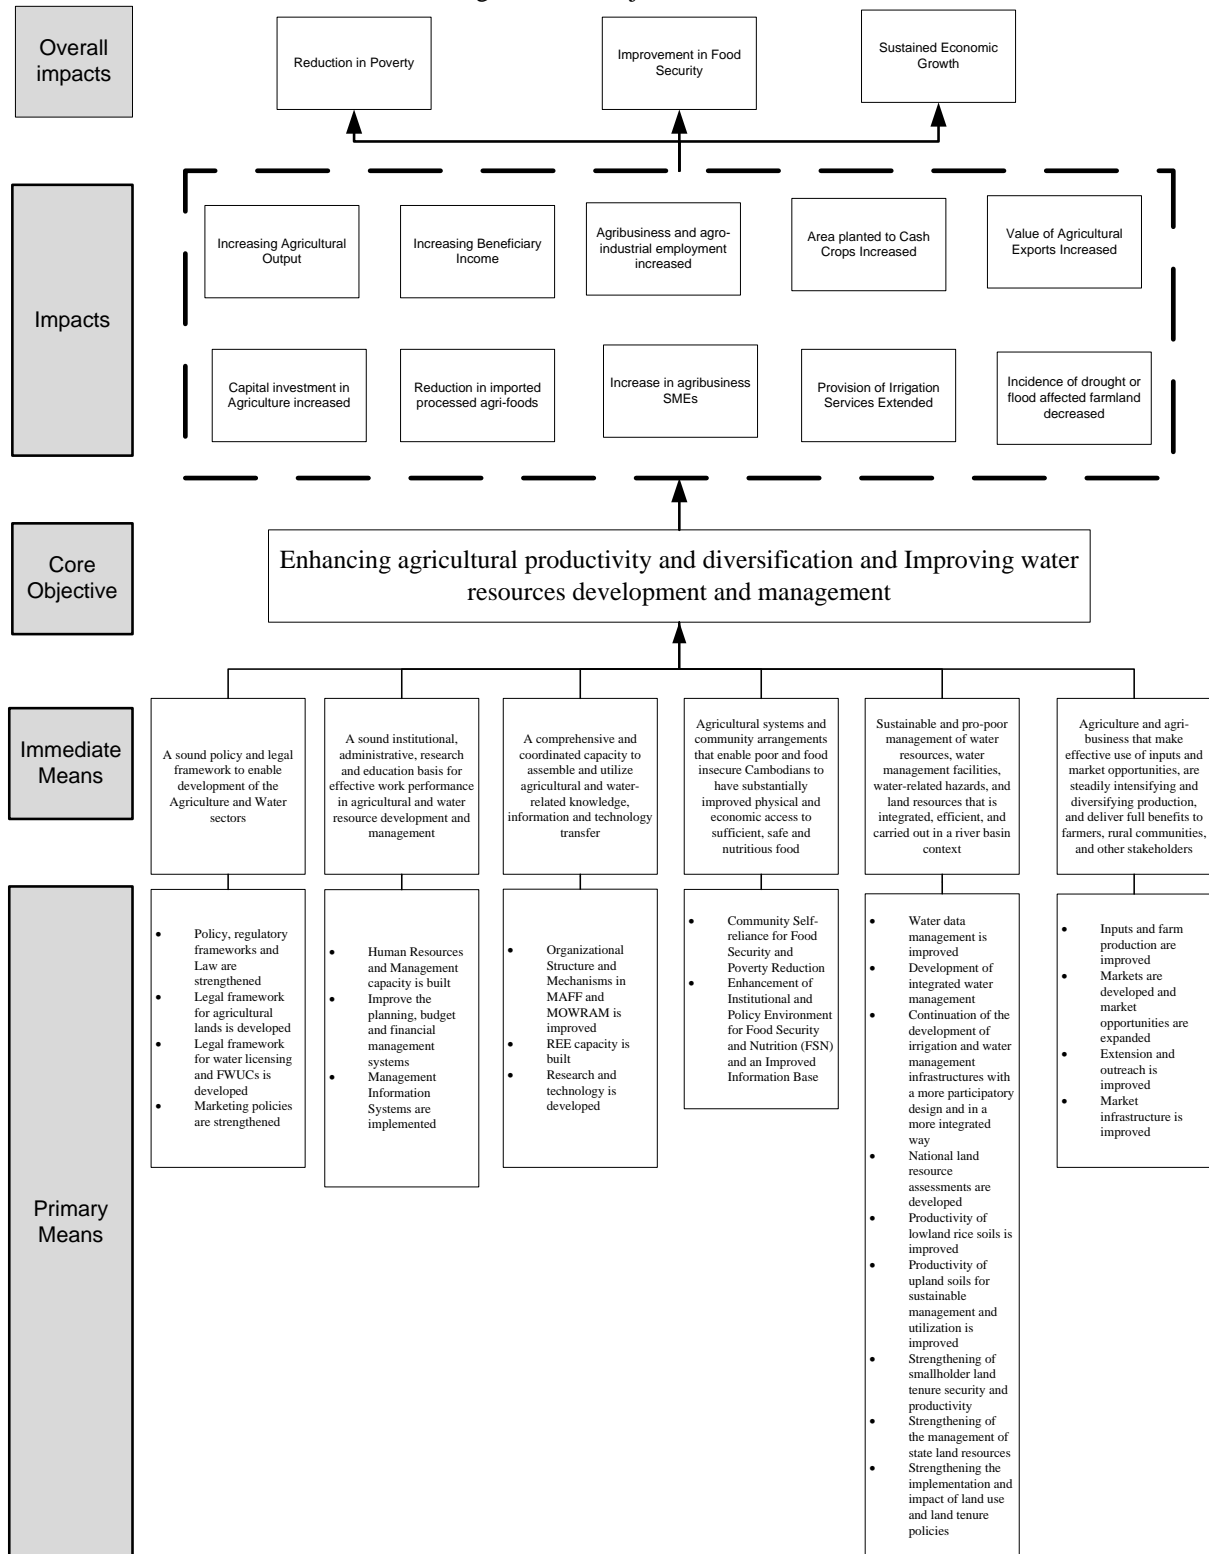 Overall
impacts
Reduction in Poverty
Improvement in Food
Security
Sustained Economic
Growth
Impacts
Increasing Agricultural
Output
Increasing Beneficiary
Income
Agribusiness and agro-
industrial employment
increased
Area planted to Cash
Crops Increased
Value of Agricultural
Exports Increased
Capital investment in
Agriculture increased
Reduction in imported
processed agri-foods
Increase in agribusiness
SMEs
Provision of Irrigation
Services Extended
Incidence of drought or
flood affected farmland
decreased
Core
Objective
Enhancing agricultural productivity and diversification and Improving water
resources development and management
Immediate
Means
A sound policy and legal
framework to enable
development of the
Agriculture and Water
sectors
A sound institutional,
administrative, research
and education basis for
effective work performance
in agricultural and water
resource development and
management
A comprehensive and
coordinated capacity to
assemble and utilize
agricultural and water-
related knowledge,
information and technology
transfer
Agricultural systems and
community arrangements
that enable poor and food
insecure Cambodians to
have substantially
improved physical and
economic access to
sufficient, safe and
nutritious food
Sustainable and pro-poor
management of water
resources, water
management facilities,
water-related hazards, and
land resources that is
integrated, efficient, and
carried out in a river basin
context
Agriculture and agri-
business that make
effective use of inputs and
market opportunities, are
steadily intensifying and
diversifying production,
and deliver full benefits to
farmers, rural communities,
and other stakeholders
Primary
Means
• Policy, regulatory
frameworks and
Law are
strengthened
• Legal framework
for agricultural
lands is developed
• Legal framework
for water licensing
and FWUCs is
developed
• Marketing policies
are strengthened
• Human Resources
and Management
capacity is built
• Improve the
planning, budget
and financial
management
systems
• Management
Information
Systems are
implemented
• Organizational
Structure and
Mechanisms in
MAFF and
MOWRAM is
improved
• REE capacity is
built
• Research and
technology is
developed
• Community Self-
reliance for Food
Security and
Poverty Reduction
• Enhancement of
Institutional and
Policy Environment
for Food Security
and Nutrition (FSN)
and an Improved
Information Base
• Water data
management is
improved
• Development of
integrated water
management
• Continuation of the
development of
irrigation and water
management
infrastructures with
a more participatory
design and in a
more integrated
way
• National land
resource
assessments are
developed
• Productivity of
lowland rice soils is
improved
• Productivity of
upland soils for
sustainable
management and
utilization is
improved
• Strengthening of
smallholder land
tenure security and
productivity
• Strengthening of
the management of
state land resources
• Strengthening the
implementation and
impact of land use
and land tenure
policies
• Inputs and farm
production are
improved
• Markets are
developed and
market
opportunities are
expanded
• Extension and
outreach is
improved
• Market
infrastructure is
improved